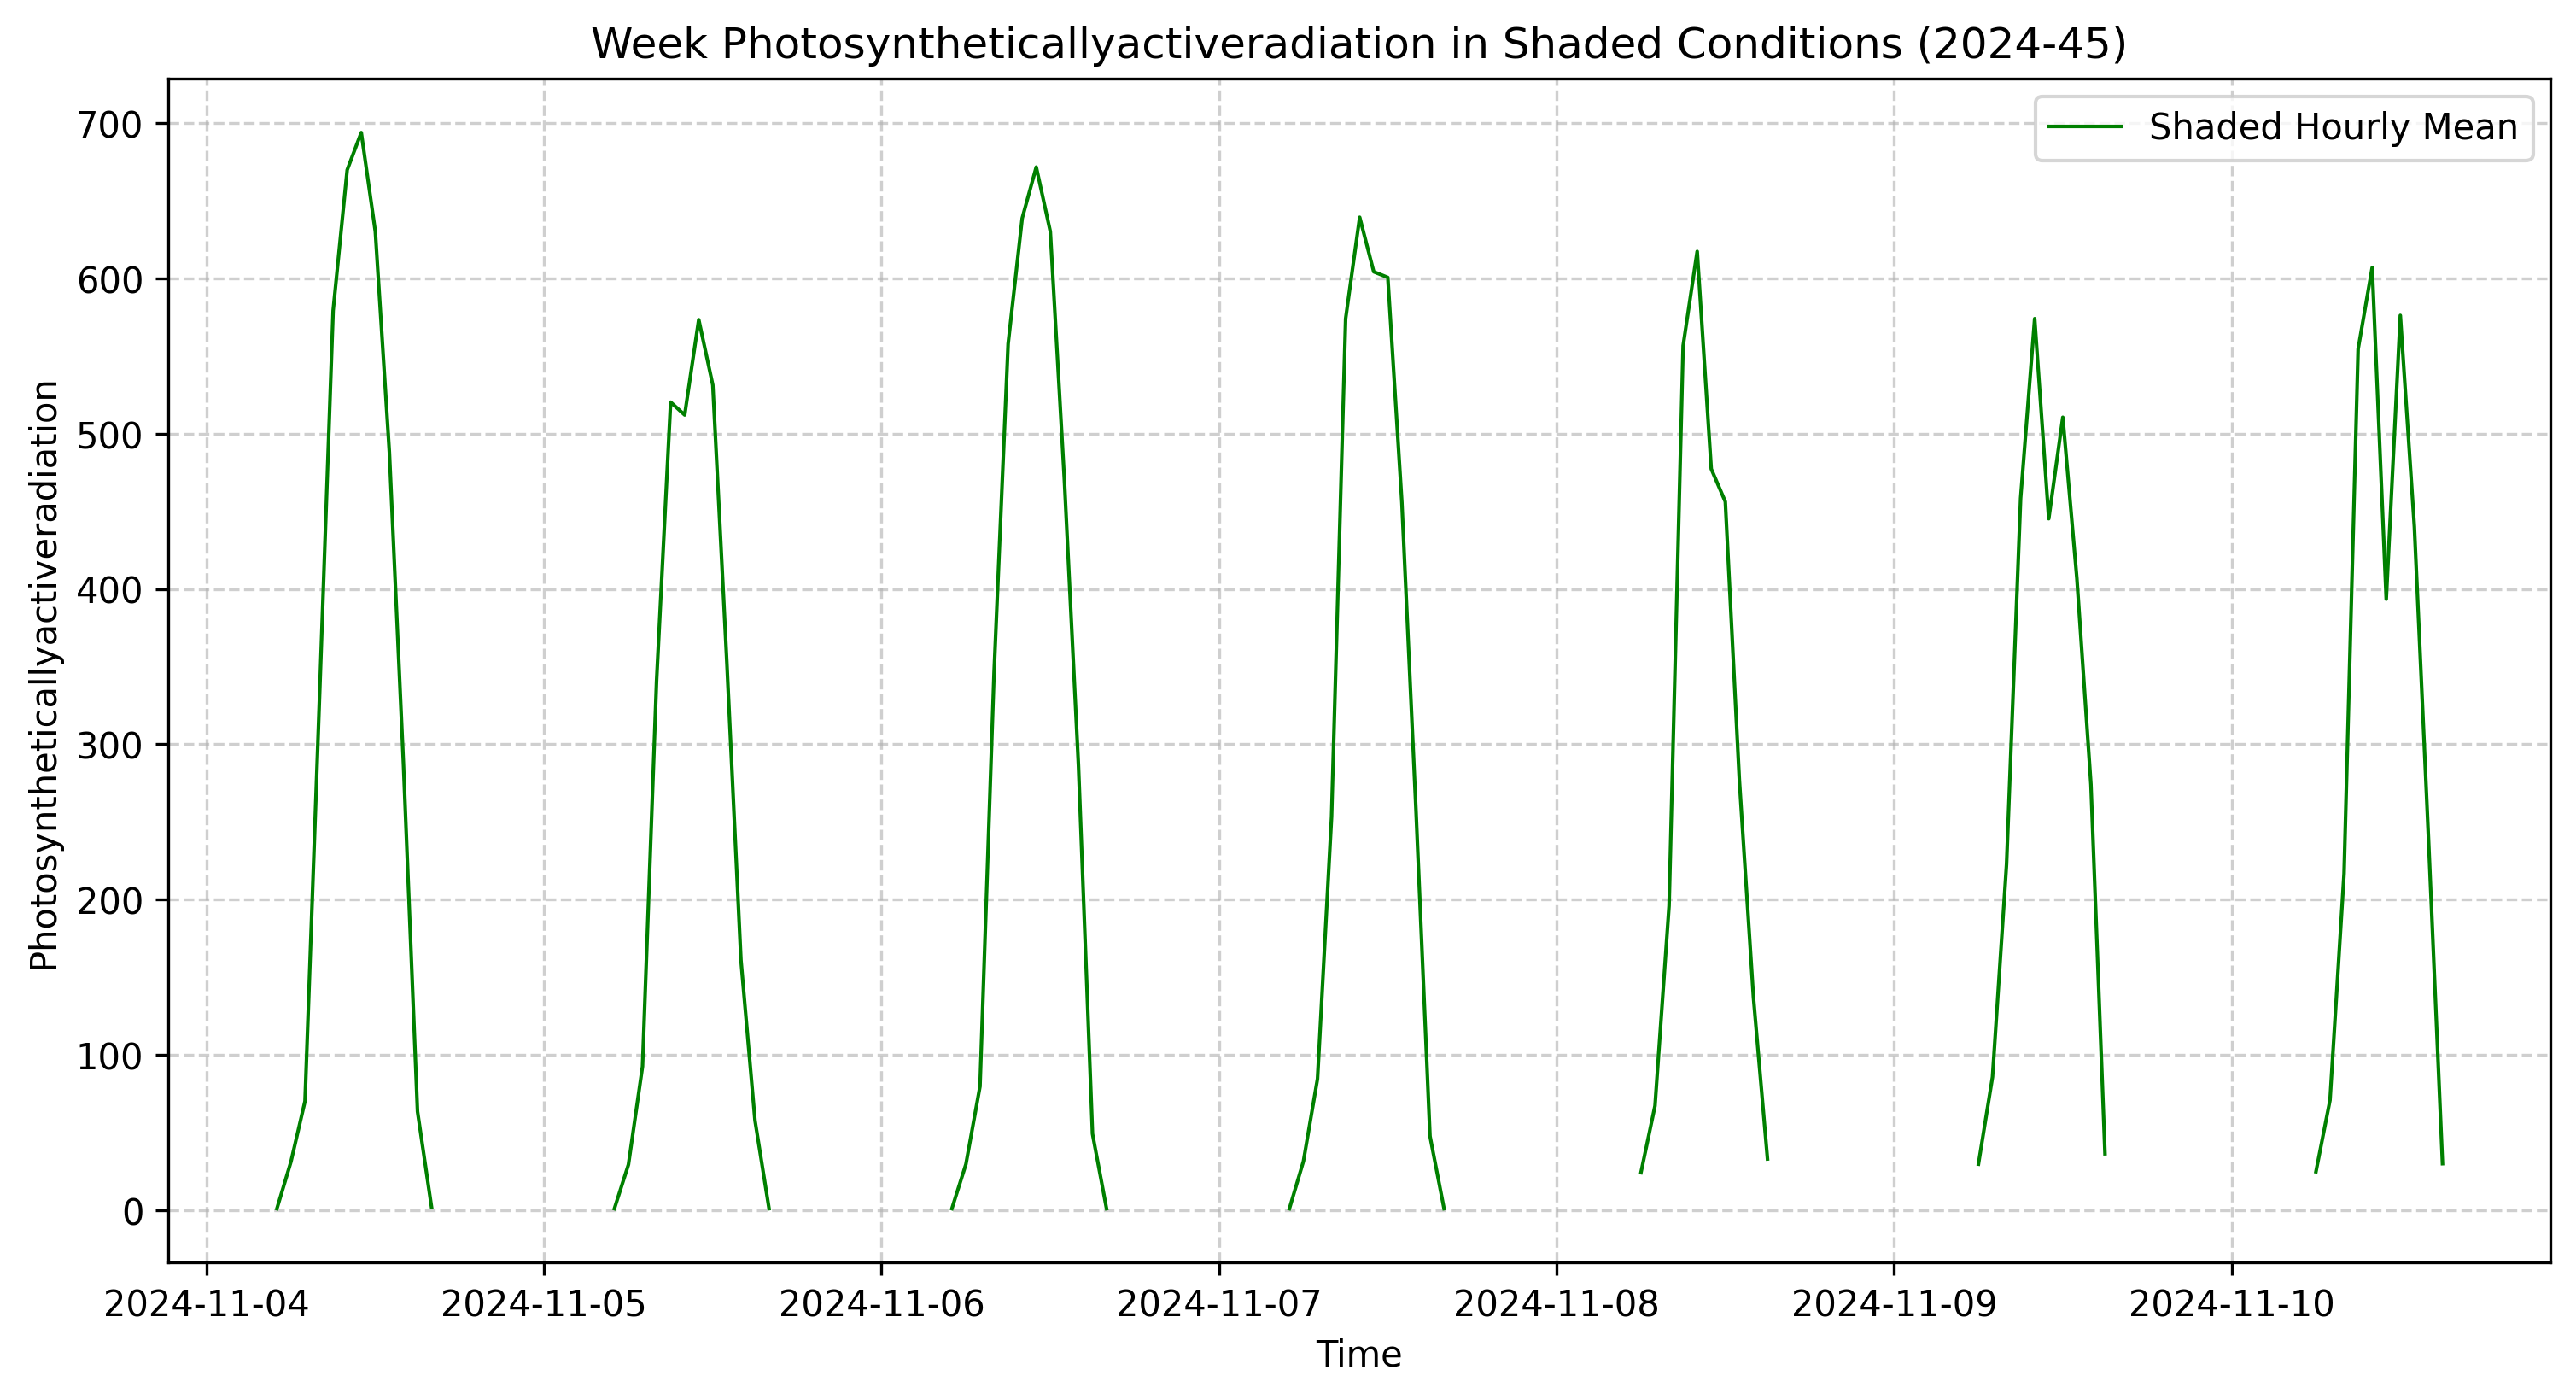 Week Photosyntheticallyactiveradiation in Shaded Conditions (2024-45)
Shaded Hourly Mean
Photosyntheticallyactiveradiation
700
600
500
400
300
200
100
0
2024-11-04 2024-11-05 2024-11-06 2024-11-07 2024-11-08 2024-11-09 2024-11-10
Time